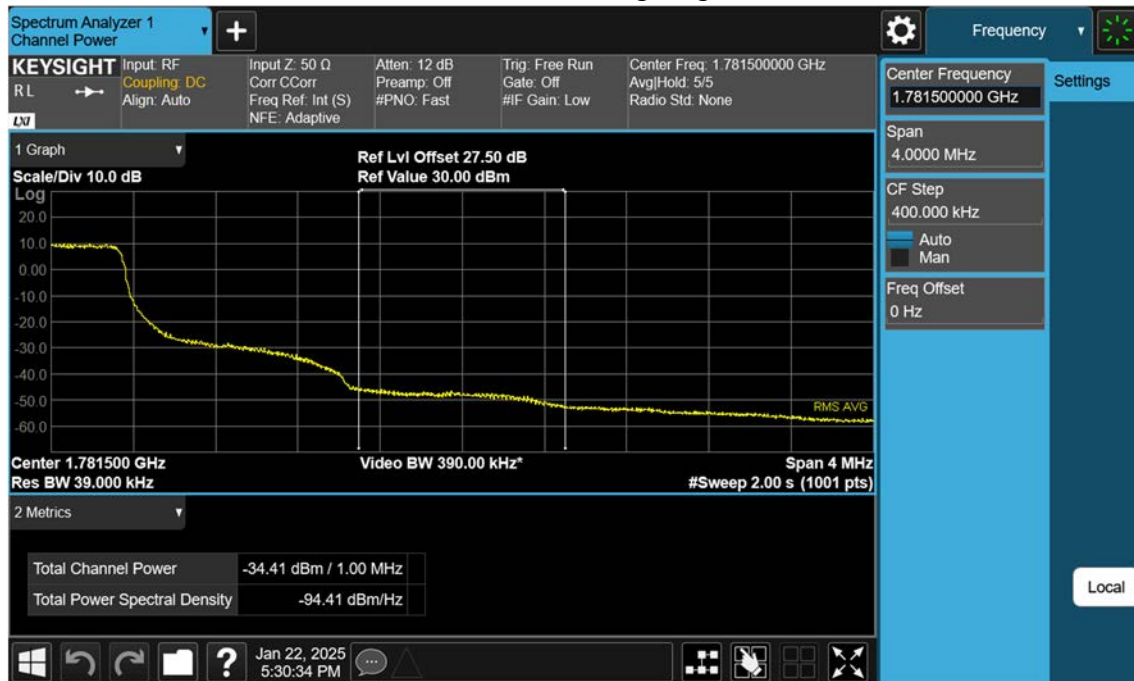 Spectrum Analyzer 1
Channel Power
Frequency
KEYSIGHT
R L
LXI
Input: RF
Coupling: DC
Align: Auto
Input Z: 50 Ω
Corr CCorr
Freq Ref: Int (S)
NFE: Adaptive
Atten: 12 dB
Preamp: Off
#PNO: Fast
Trig: Free Run
Gate: Off
#IF Gain: Low
Center Freq: 1.781500000 GHz
Avg|Hold: 5/5
Radio Std: None
1 Graph
Scale/Div 10.0 dB
Ref Lvl Offset 27.50 dB
Ref Value 30.00 dBm
Log
20.0
10.0
0.00
-10.0
-20.0
-30.0
-40.0
-50.0
-60.0
RMS AVG
Center 1.781500 GHz
Video BW 390.00 kHz*
Span 4 MHz
Res BW 39.000 kHz
#Sweep 2.00 s (1001 pts)
2 Metrics
Total Channel Power -34.41 dBm / 1.00 MHz
Total Power Spectral Density -94.41 dBm/Hz
Center Frequency
1.781500000 GHz
Settings
Span
4.0000 MHz
CF Step
400.000 kHz
Auto
Man
Freq Offset
0 Hz
Local
?
Jan 22, 2025
5:30:34 PM